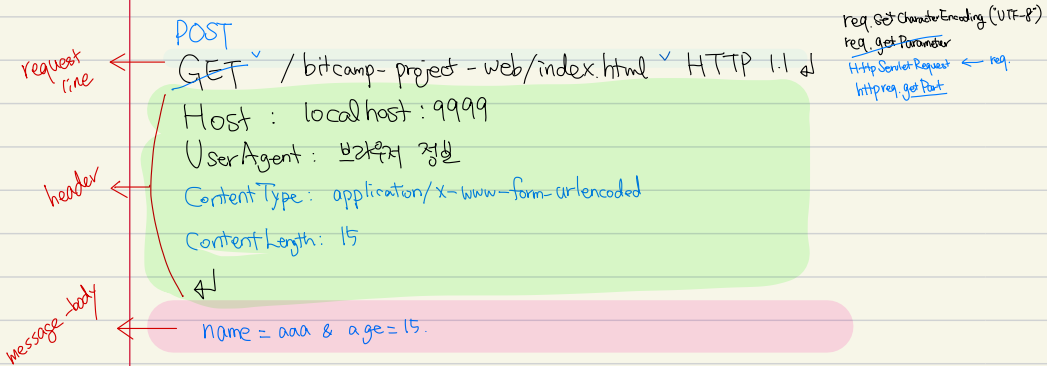 POST
GET ˅ /bitcamp-project-web/index.html ˅ HTTP 1.1 ↵
Host : localhost:9999
UserAgent : 브라우저 정보
ContentType : application/x-www-form-urlencoded
ContentLength : 15
↵
name = aaa & age=15.
request line
header
message-body
req.setCharacterEncoding("UTF-8")
req.getParameter
HttpServletRequest ← req.
httpreq.getPart